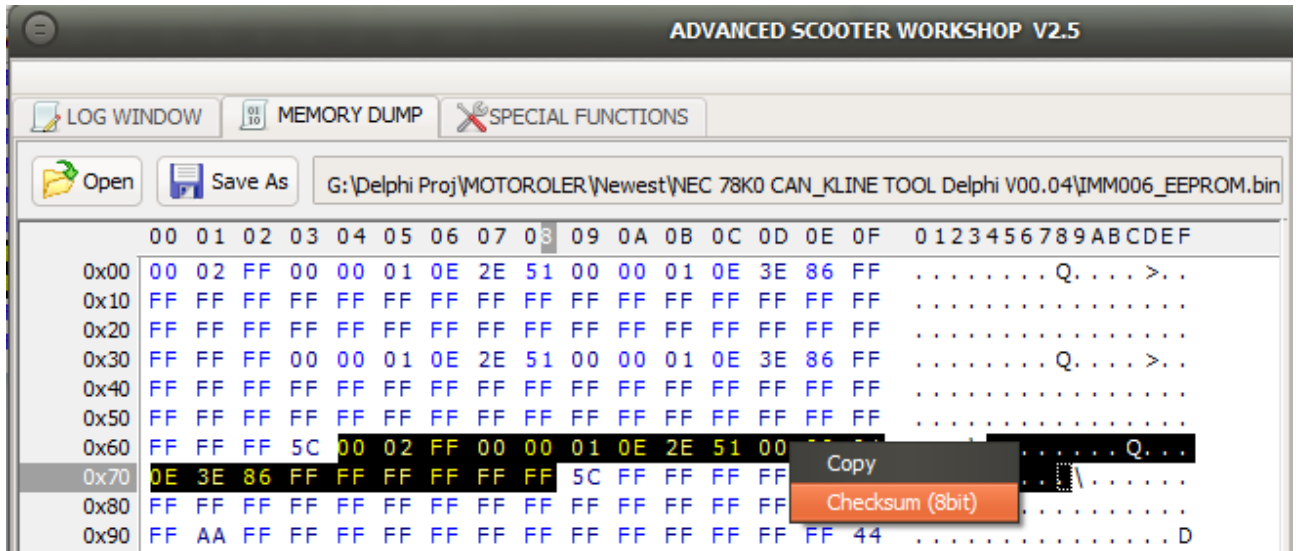 ADVANCED SCOOTER WORKSHOP V2.5
LOG WINDOW MEMORY DUMP SPECIAL FUNCTIONS
Open Save As G:\Delphi Proj\MOTOROLER\Newest\NEC 78K0 CAN_KLINE TOOL Delphi V00.04\IMM006_EEPROM.bin
00 01 02 03 04 05 06 07 08 09 0A 0B 0C 0D 0E 0F 0123456789ABCDEF
0x00 00 02 FF 00 00 01 0E 2E 51 00 00 01 0E 3E 86 FF ........Q....>..
0x10 FF FF FF FF FF FF FF FF FF FF FF FF FF FF FF FF ................
0x20 FF FF FF FF FF FF FF FF FF FF FF FF FF FF FF FF ................
0x30 FF FF FF 00 00 01 0E 2E 51 00 00 01 0E 3E 86 FF ........Q....>..
0x40 FF FF FF FF FF FF FF FF FF FF FF FF FF FF FF FF ................
0x50 FF FF FF FF FF FF FF FF FF FF FF FF FF FF FF FF ................
0x60 FF FF FF 5C 00 02 FF 00 00 01 0E 2E 51 00 ......Q...
Copy
0x70 0E 3E 86 FF FF FF FF FF FF 5C FF FF FF FF ...\......
Checksum (8bit)
0x80 FF FF FF FF FF FF FF FF FF FF FF FF FF FF FF FF ................
0x90 FF AA FF FF FF FF FF FF FF FF FF FF FF FF FF 44 ...............D